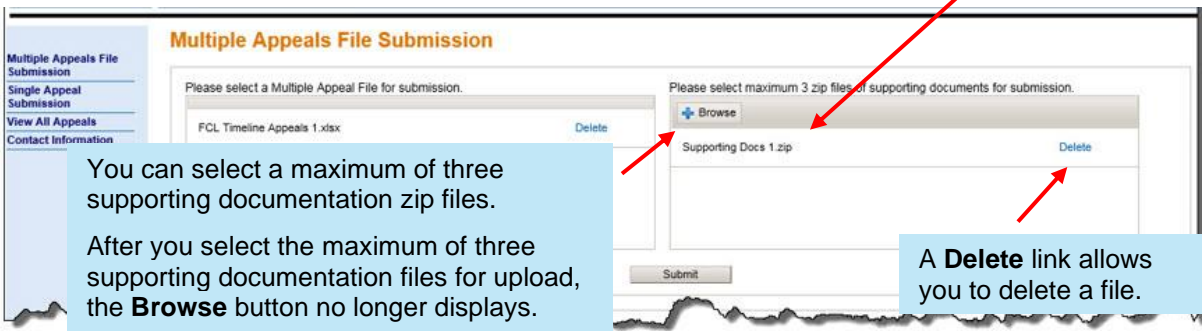 Multiple Appeals File Submission
Multiple Appeals File
Submission
Single Appeal
Submission
View All Appeals
Contact Information
Please select a Multiple Appeal File for submission.
FCL Timeline Appeals 1.xlsx Delete
Please select maximum 3 zip files of supporting documents for submission.
Browse
Supporting Docs 1.zip Delete
You can select a maximum of three
supporting documentation zip files.
After you select the maximum of three
supporting documentation files for upload,
the Browse button no longer displays.
Submit
A Delete link allows
you to delete a file.